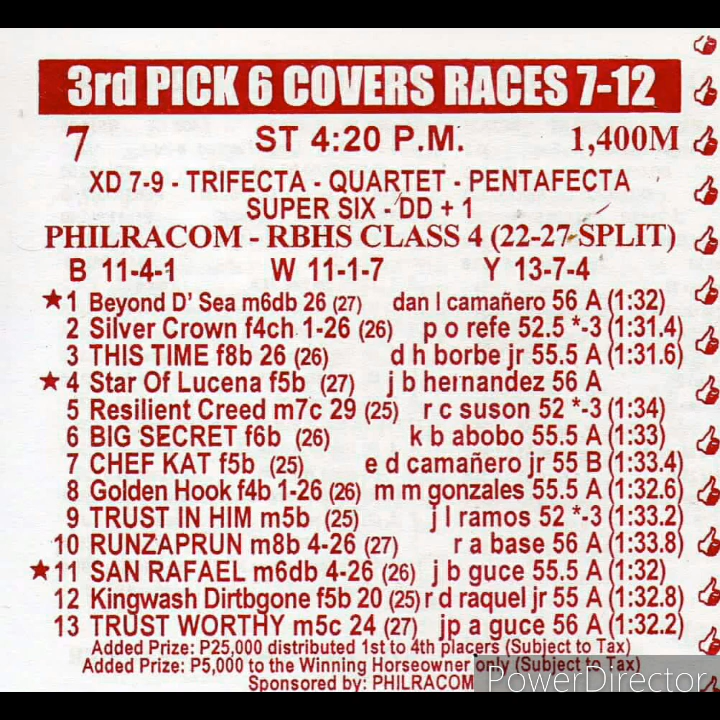 3rd PICK 6 COVERS RACES 7-12
7 ST 4:20 P.M. 1,400M
XD 7-9 - TRIFECTA - QUARTET - PENTAFECTA
SUPER SIX - DD + 1
PHILRACOM - RBHS CLASS 4 (22-27-SPLIT)
B 11-4-1 W 11-1-7 Y 13-7-4
★1 Beyond D' Sea m6db 26 (27) dan l camañero 56 A (1:32)
2 Silver Crown f4ch 1-26 (26) p o refe 52.5 *-3 (1:31.4)
3 THIS TIME f8b 26 (26) d h borbe jr 55.5 A (1:31.6)
★4 Star Of Lucena f5b (27) j b hernandez 56 A
5 Resilient Creed m7c 29 (25) r c suson 52 *-3 (1:34)
6 BIG SECRET f6b (26) k b abobo 55.5 A (1:33)
7 CHEF KAT f5b (25) e d camañero jr 55 B (1:33.4)
8 Golden Hook f4b 1-26 (26) m m gonzales 55.5 A (1:32.6)
9 TRUST IN HIM m5b (25) j l ramos 52 *-3 (1:33.2)
10 RUNZAPRUN m8b 4-26 (27) r a base 56 A (1:33.8)
★11 SAN RAFAEL m6db 4-26 (26) j b guce 55.5 A (1:32)
12 Kingwash Dirtbgone f5b 20 (25) r d raquel jr 55 A (1:32.8)
13 TRUST WORTHY m5c 24 (27) jp a guce 56 A (1:32.2)
Added Prize: P25,000 distributed 1st to 4th placers (Subject to Tax)
Added Prize: P5,000 to the Winning Horseowner only (Subject to Tax)
Sponsored by: PHILRACOM
PowerDirector